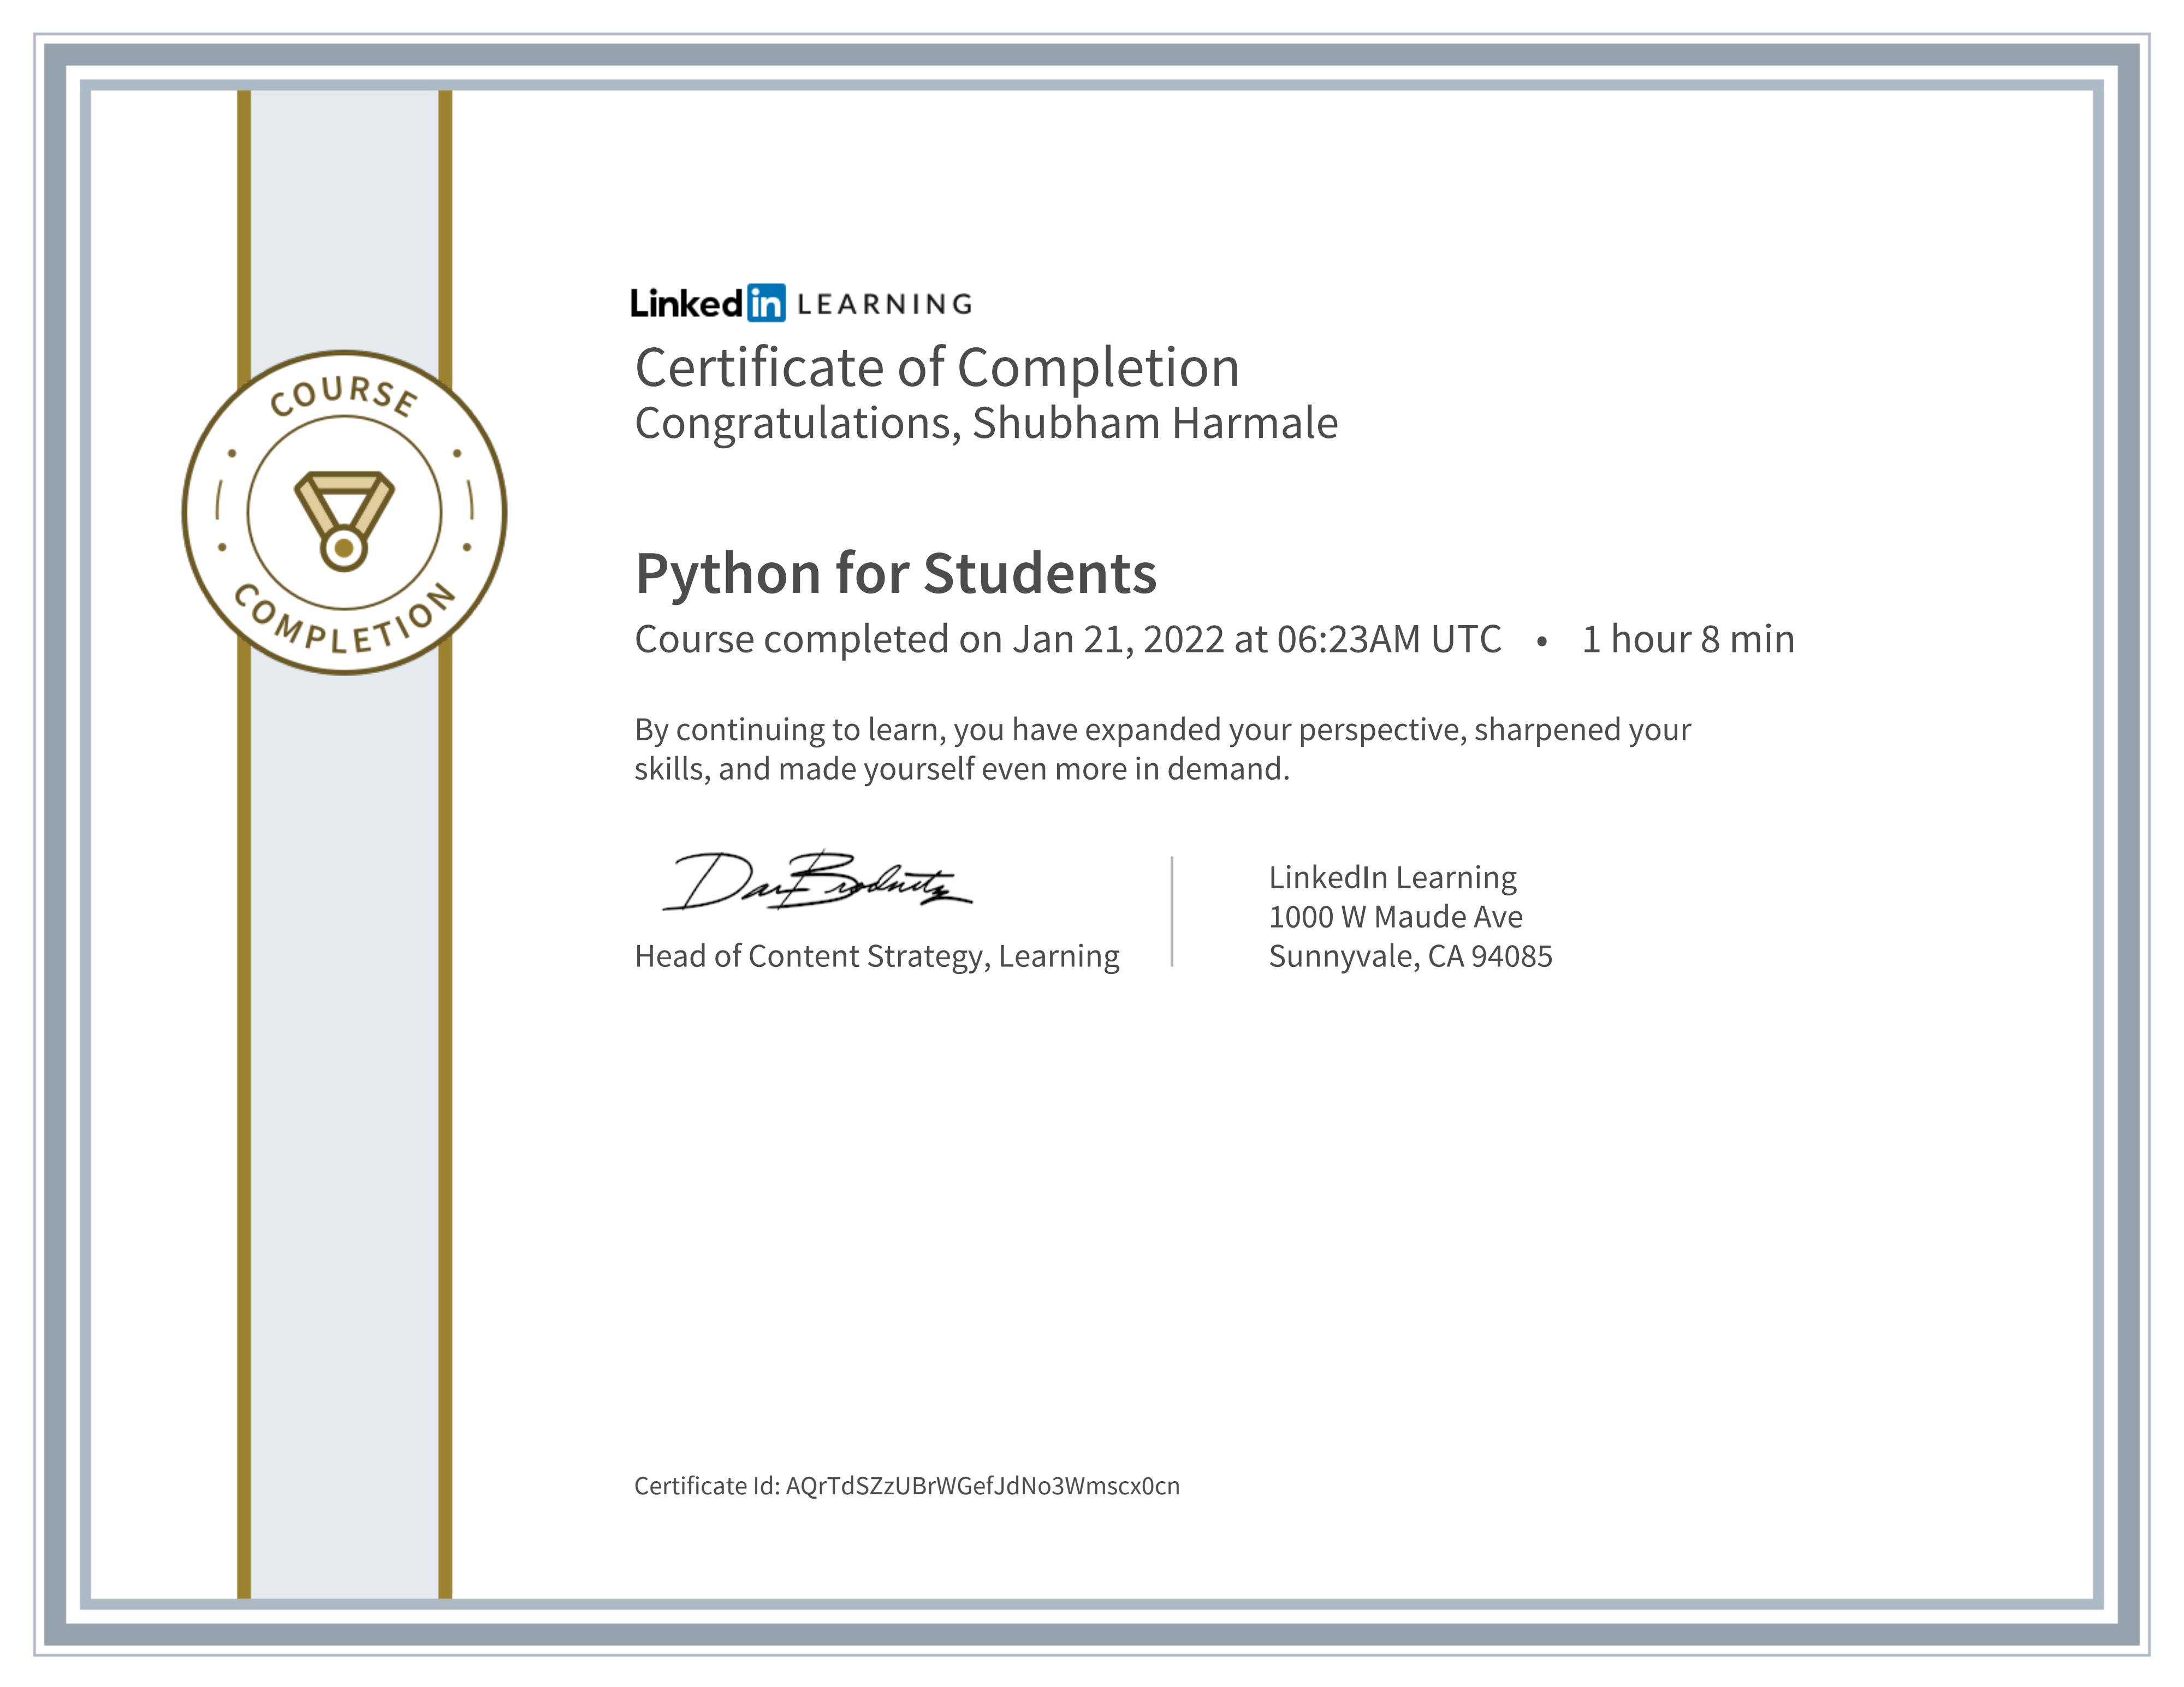 COURSE
COMPLETION
Linked in LEARNING
Certificate of Completion
Congratulations, Shubham Harmale
Python for Students
Course completed on Jan 21, 2022 at 06:23AM UTC • 1 hour 8 min
By continuing to learn, you have expanded your perspective, sharpened your
skills, and made yourself even more in demand.
Head of Content Strategy, Learning
LinkedIn Learning
1000 W Maude Ave
Sunnyvale, CA 94085
Certificate Id: AQrTdSZzUBrWGefJdNo3Wmscx0cn